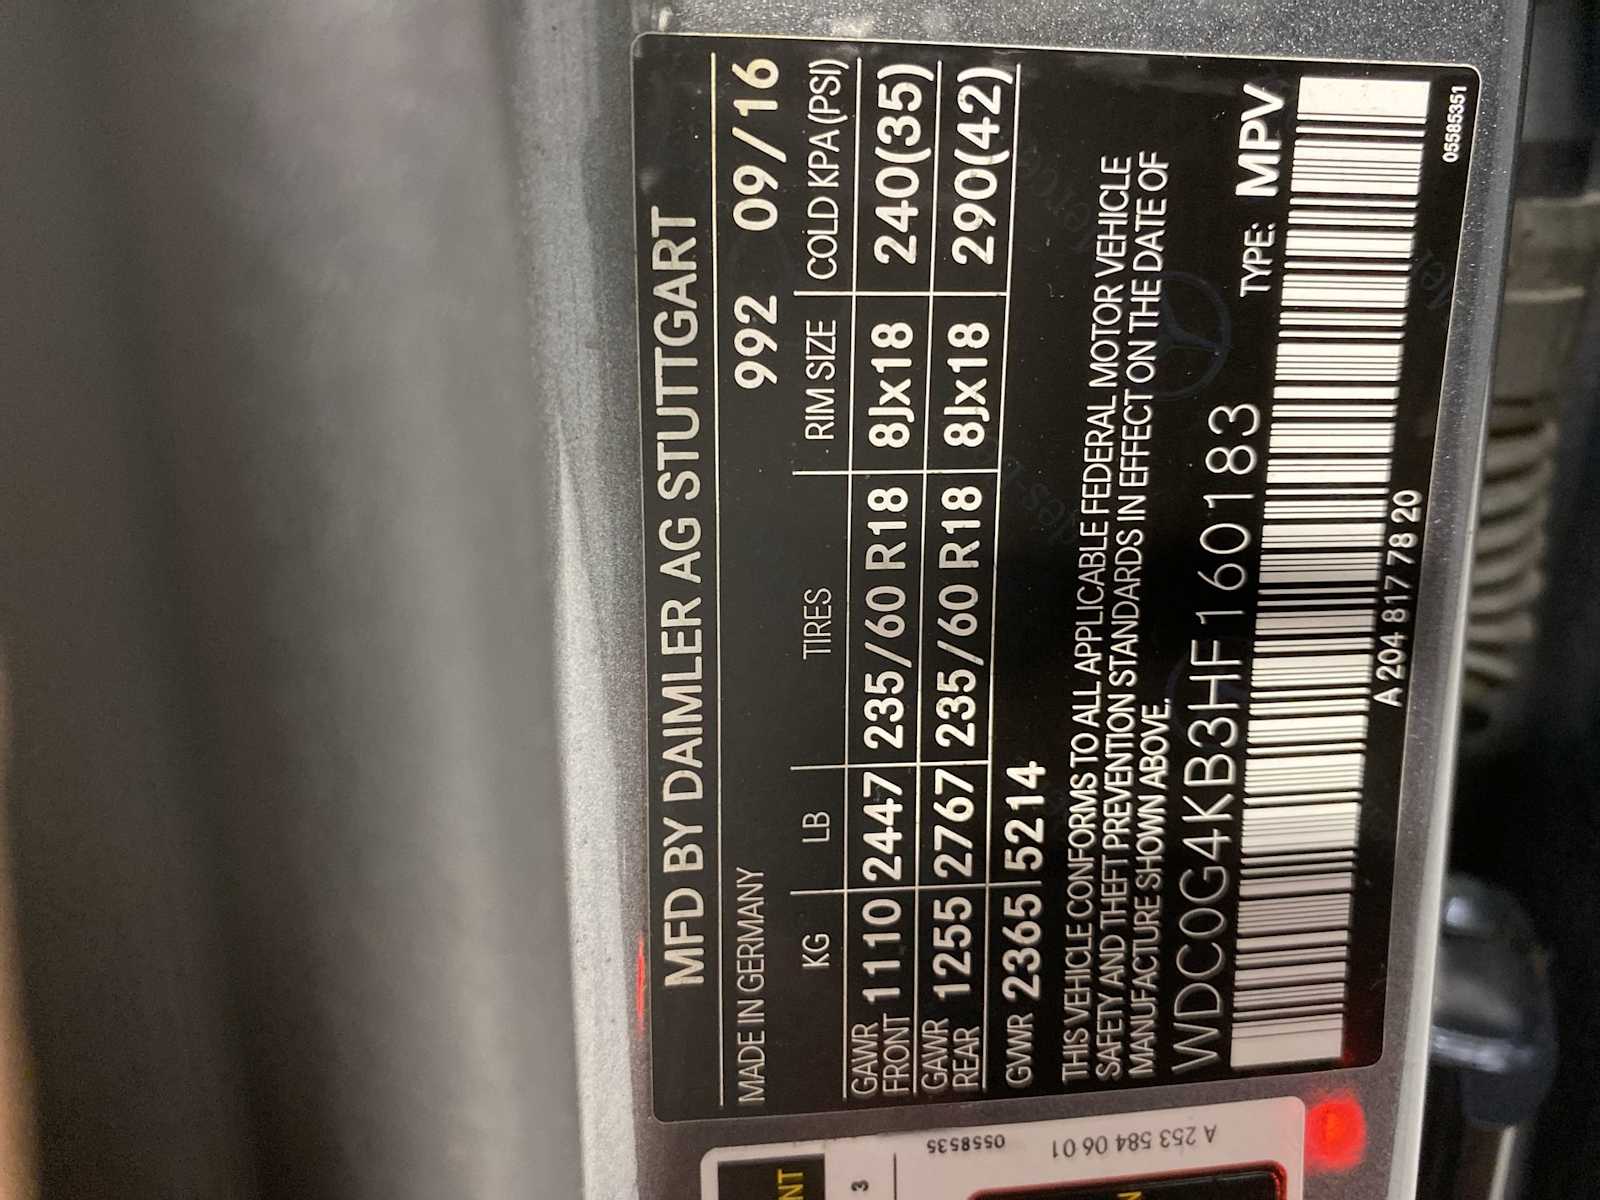 MFD BY DAIMLER AG STUTTGART
MADE IN GERMANY 992 09/16
KG LB TIRES RIM SIZE COLD KPA(PSI)
GAWR FRONT 1110 2447 235/60 R18 8Jx18 240(35)
GAWR REAR 1255 2767 235/60 R18 8Jx18 290(42)
GVWR 2365 5214
THIS VEHICLE CONFORMS TO ALL APPLICABLE FEDERAL MOTOR VEHICLE
SAFETY AND THEFT PREVENTION STANDARDS IN EFFECT ON THE DATE OF
MANUFACTURE SHOWN ABOVE.
WDC0G4KB3HF160183 TYPE: MPV
A 204 817 78 20 05585351
0558535
A 253 584 06 01
3